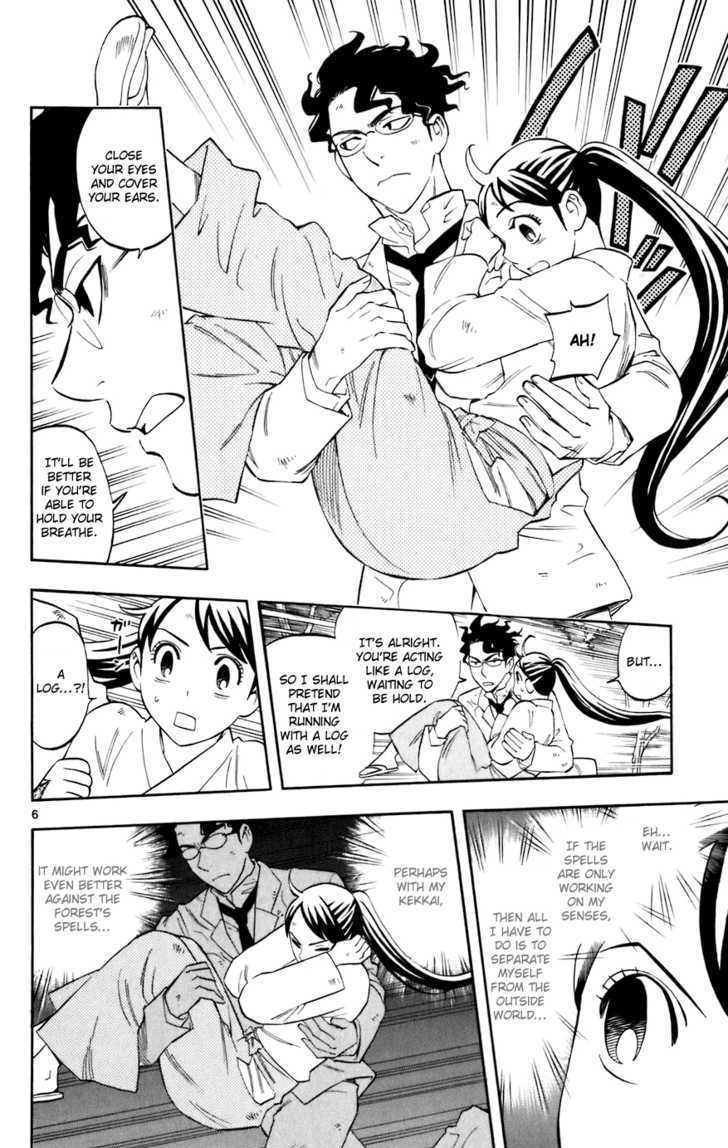 AH!
CLOSE
YOUR EYES
AND COVER
YOUR EARS.
IT'LL BE
BETTER
IF YOU'RE
ABLE TO
HOLD YOUR
BREATHE.
BUT...
IT'S ALRIGHT.
YOU'RE ACTING
LIKE A LOG,
WAITING TO
BE HOLD.
SO I SHALL
PRETEND
THAT I'M
RUNNING
WITH A LOG
AS WELL!
ガ
A
LOG...?!
6
EH...
WAIT.
IF THE
SPELLS
ARE ONLY
WORKING
ON MY
SENSES,
THEN ALL
I HAVE TO
DO IS TO
SEPARATE
MYSELF
FROM THE
OUTSIDE
WORLD...
PERHAPS
WITH MY
KEKKAI,
IT MIGHT WORK
EVEN BETTER
AGAINST THE
FOREST'S
SPELLS...